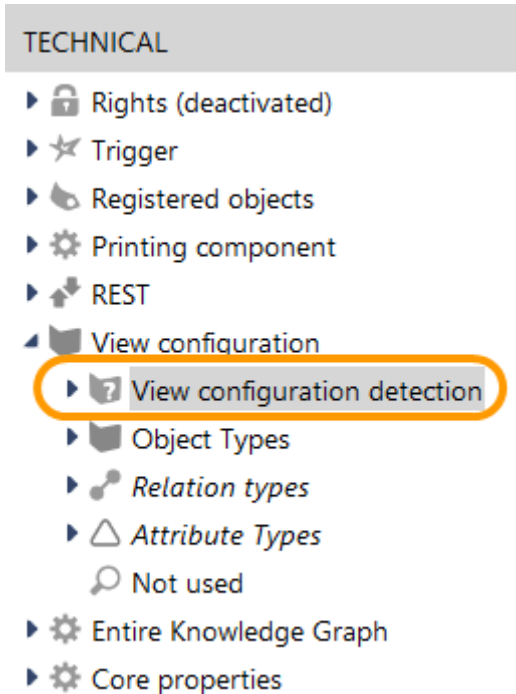 TECHNICAL
Rights (deactivated)
Trigger
Registered objects
Printing component
REST
View configuration
View configuration detection
Object Types
Relation types
Attribute Types
Not used
Entire Knowledge Graph
Core properties